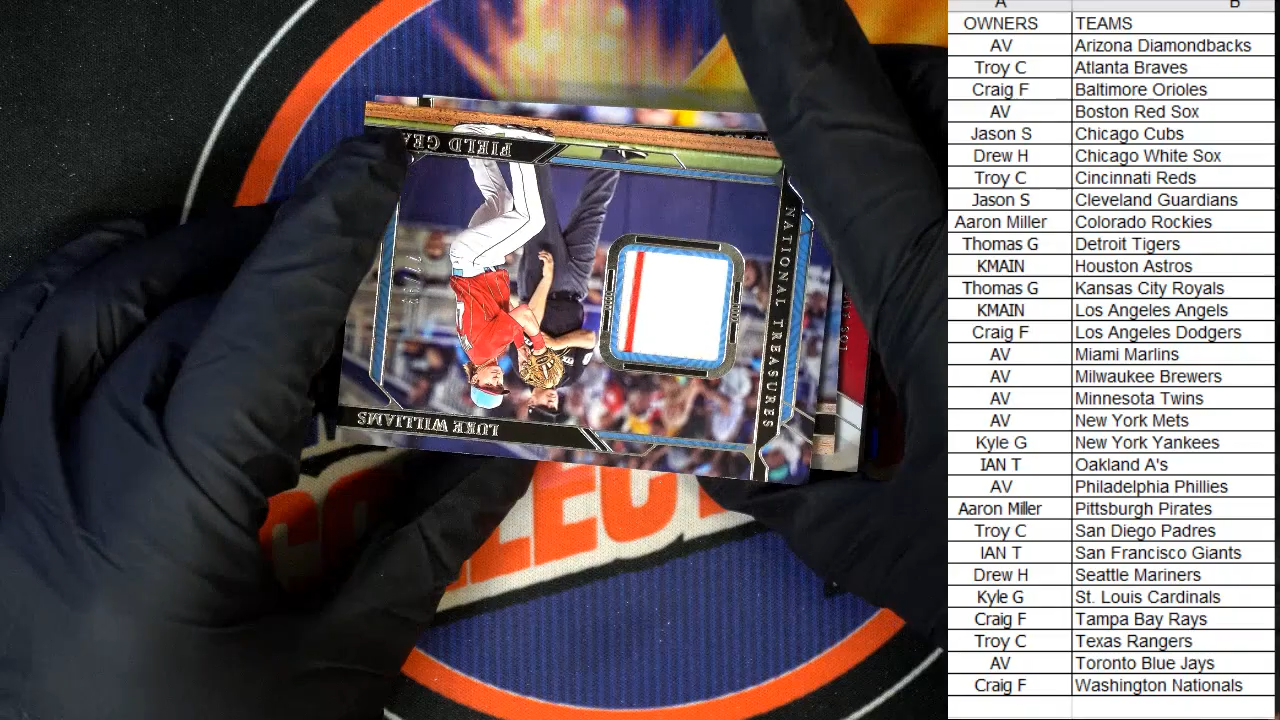 FIELD GEA
NATIONAL TREASURES
LUKE WILLIAMS
COLLECT
A B
OWNERS TEAMS
AV Arizona Diamondbacks
Troy C Atlanta Braves
Craig F Baltimore Orioles
AV Boston Red Sox
Jason S Chicago Cubs
Drew H Chicago White Sox
Troy C Cincinnati Reds
Jason S Cleveland Guardians
Aaron Miller Colorado Rockies
Thomas G Detroit Tigers
KMAIN Houston Astros
Thomas G Kansas City Royals
KMAIN Los Angeles Angels
Craig F Los Angeles Dodgers
AV Miami Marlins
AV Milwaukee Brewers
AV Minnesota Twins
AV New York Mets
Kyle G New York Yankees
IAN T Oakland A's
AV Philadelphia Phillies
Aaron Miller Pittsburgh Pirates
Troy C San Diego Padres
IAN T San Francisco Giants
Drew H Seattle Mariners
Kyle G St. Louis Cardinals
Craig F Tampa Bay Rays
Troy C Texas Rangers
AV Toronto Blue Jays
Craig F Washington Nationals